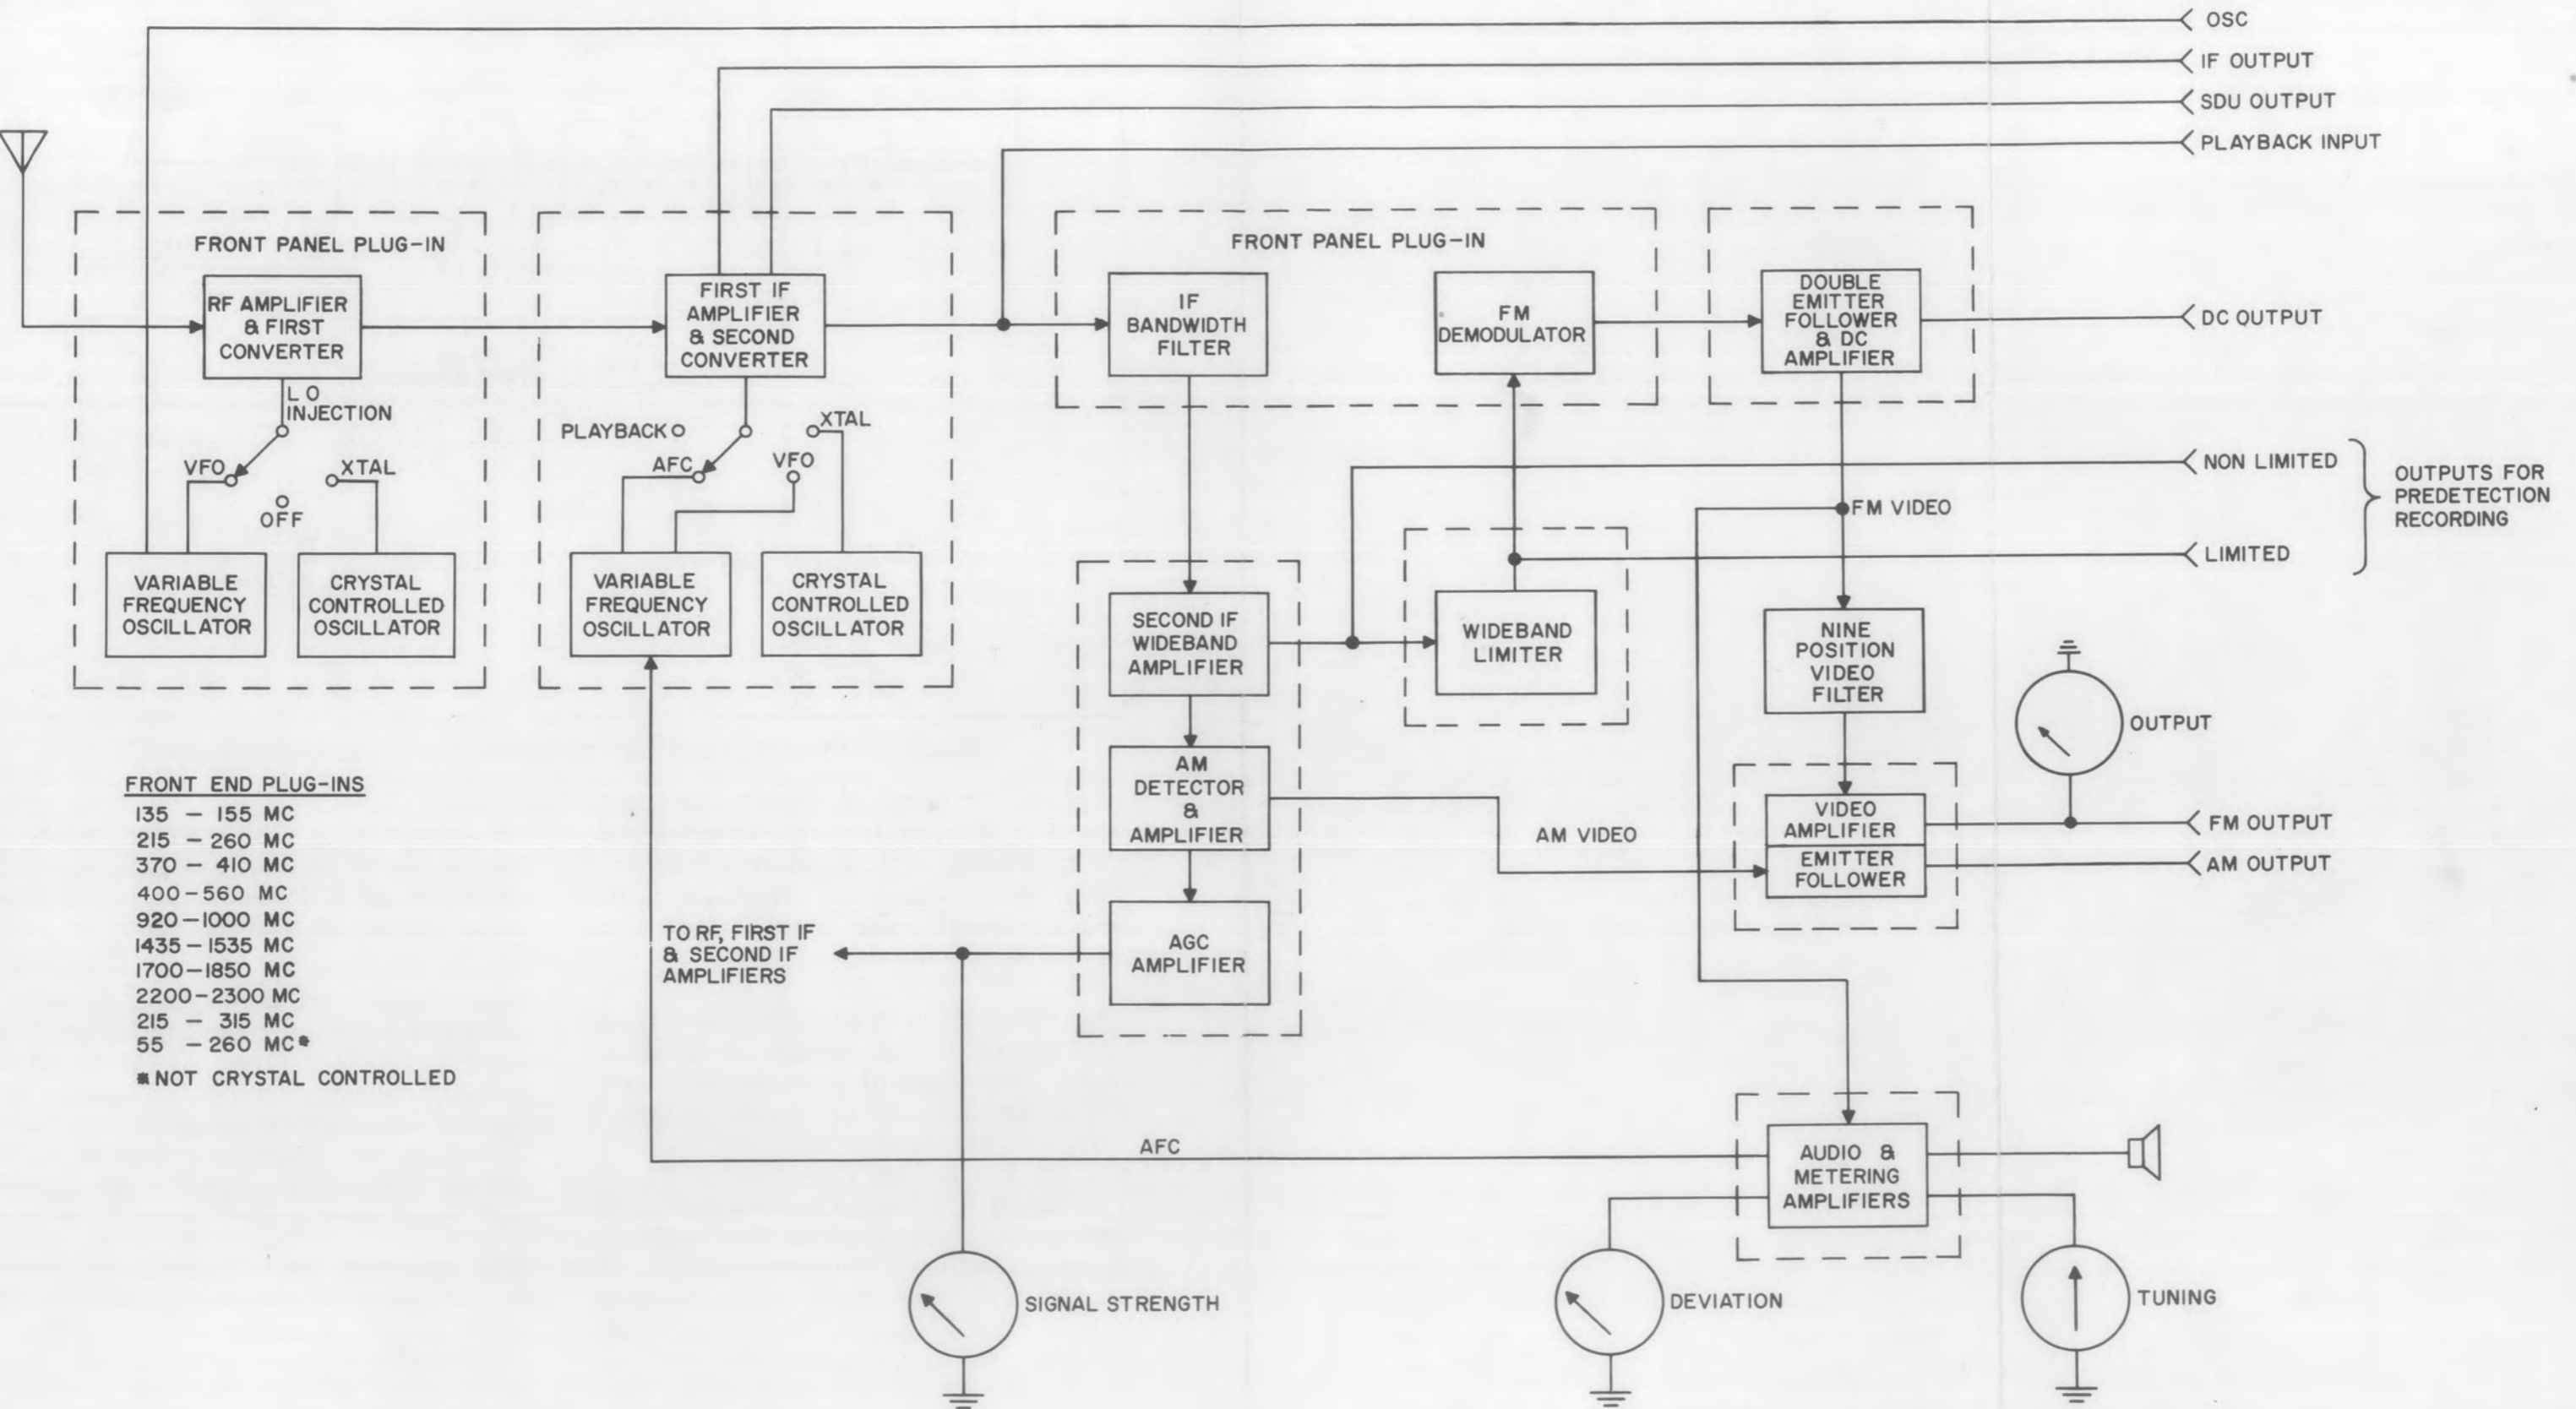 OSC
IF OUTPUT
SDU OUTPUT
PLAYBACK INPUT
FRONT PANEL PLUG-IN
RF AMPLIFIER
& FIRST
CONVERTER
L O
INJECTION
VFO
XTAL
OFF
VARIABLE
FREQUENCY
OSCILLATOR
CRYSTAL
CONTROLLED
OSCILLATOR
FIRST IF
AMPLIFIER
& SECOND
CONVERTER
PLAYBACK
XTAL
AFC
VFO
VARIABLE
FREQUENCY
OSCILLATOR
CRYSTAL
CONTROLLED
OSCILLATOR
FRONT PANEL PLUG-IN
IF
BANDWIDTH
FILTER
FM
DEMODULATOR
DOUBLE
EMITTER
FOLLOWER
& DC
AMPLIFIER
DC OUTPUT
NON LIMITED
LIMITED
OUTPUTS FOR
PREDETECTION
RECORDING
FM VIDEO
SECOND IF
WIDEBAND
AMPLIFIER
WIDEBAND
LIMITER
NINE
POSITION
VIDEO
FILTER
OUTPUT
AM
DETECTOR
&
AMPLIFIER
AM VIDEO
VIDEO
AMPLIFIER
EMITTER
FOLLOWER
FM OUTPUT
AM OUTPUT
AGC
AMPLIFIER
TO RF, FIRST IF
& SECOND IF
AMPLIFIERS
FRONT END PLUG-INS
135 - 155 MC
215 - 260 MC
370 - 410 MC
400-560 MC
920-1000 MC
1435-1535 MC
1700-1850 MC
2200-2300 MC
215 - 315 MC
55 - 260 MC*
* NOT CRYSTAL CONTROLLED
AFC
AUDIO &
METERING
AMPLIFIERS
SIGNAL STRENGTH
DEVIATION
TUNING